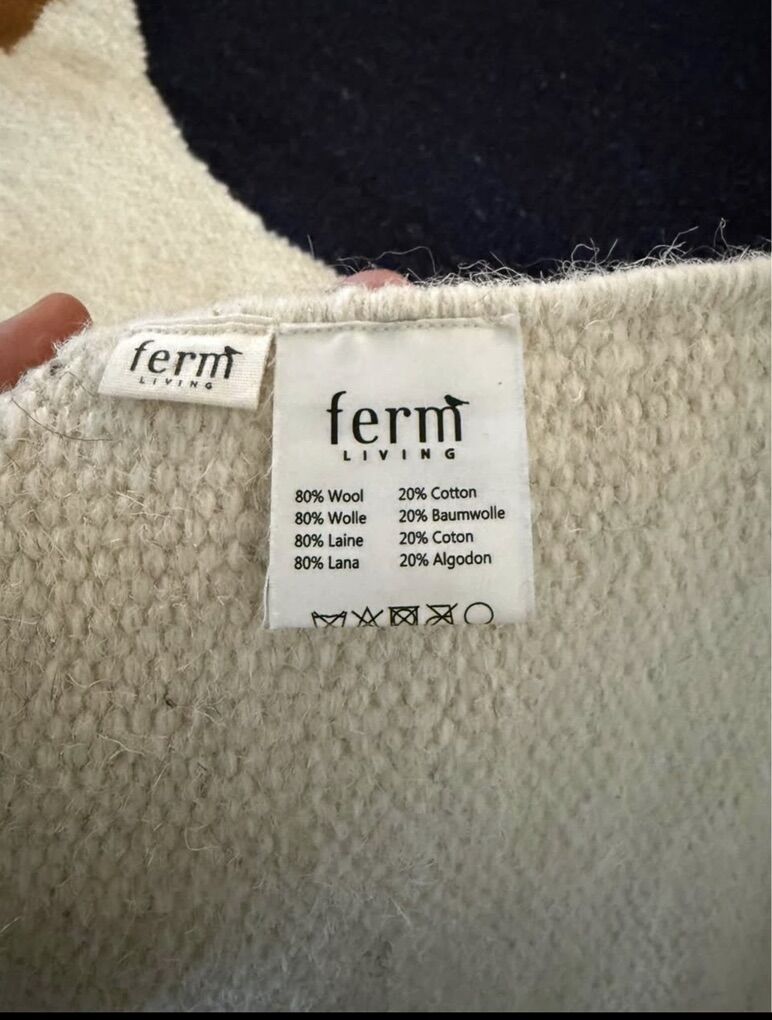 ferm
LIVING
ferm
LIVING
80% Wool 20% Cotton
80% Wolle 20% Baumwolle
80% Laine 20% Coton
80% Lana 20% Algodon